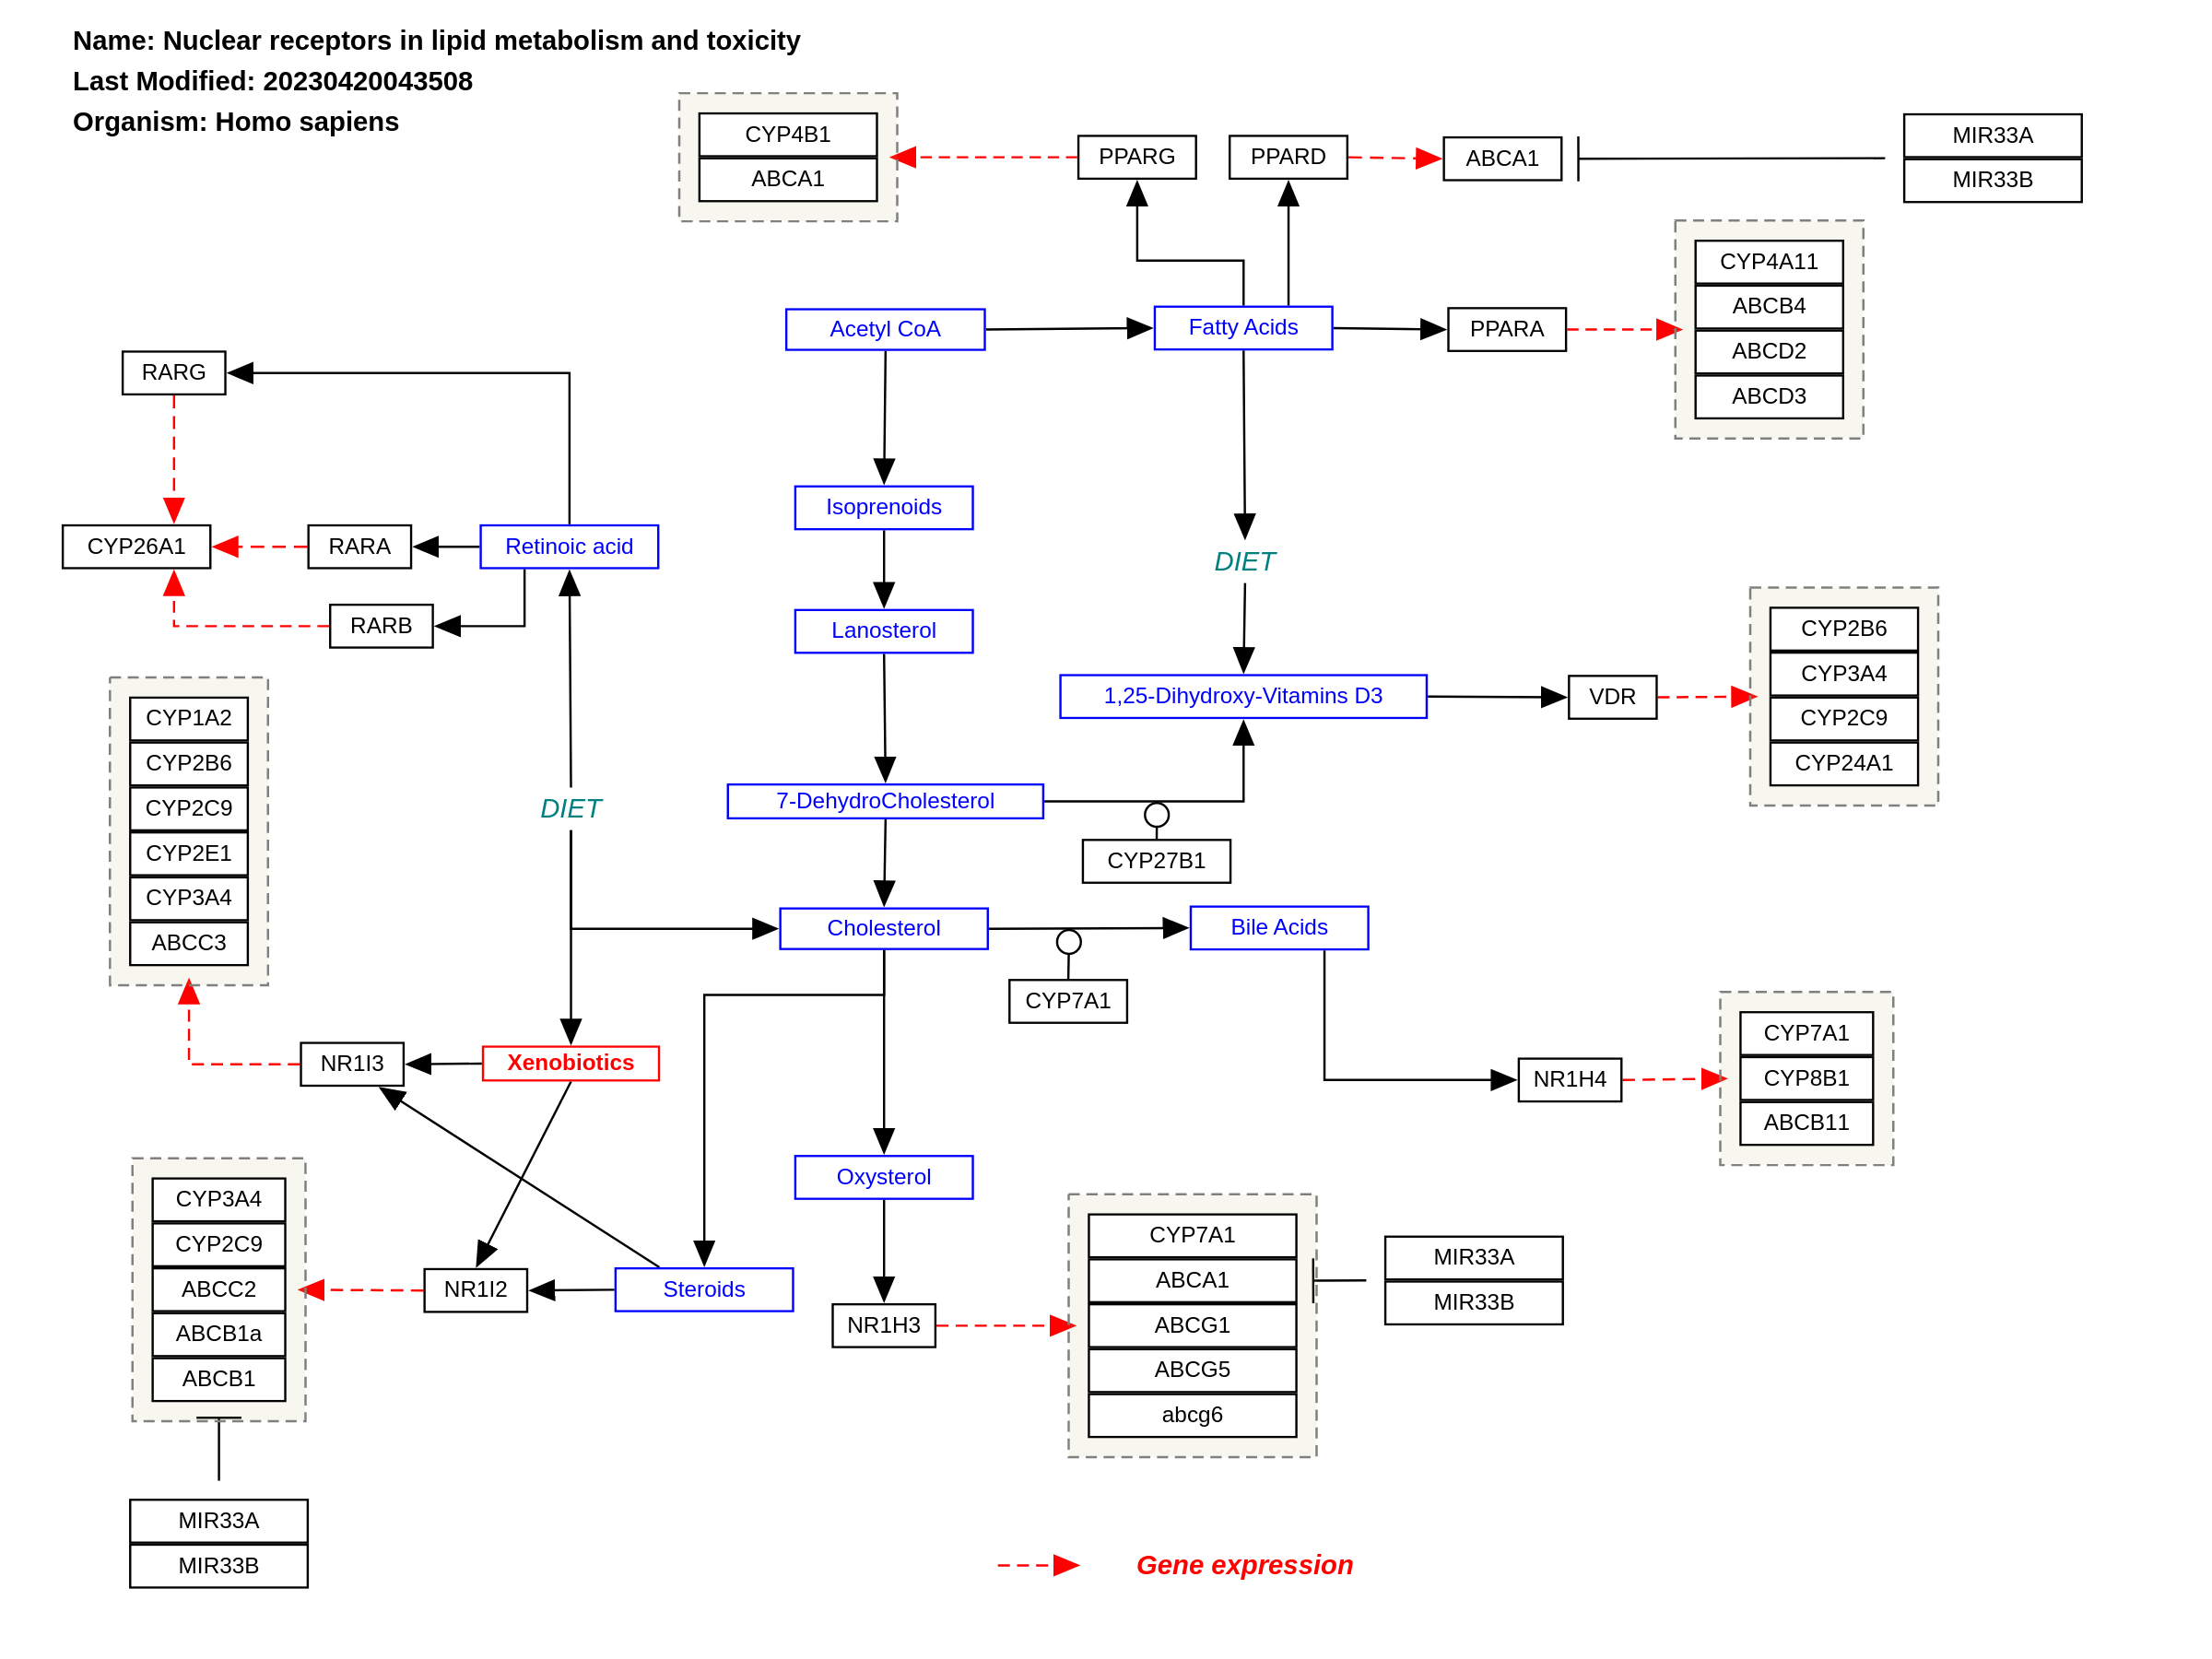 Name: Nuclear receptors in lipid metabolism and toxicity
Last Modified: 20230420043508
Organism: Homo sapiens
CYP4B1
ABCA1
PPARG
PPARD
ABCA1
MIR33A
MIR33B
CYP4A11
ABCB4
ABCD2
ABCD3
Acetyl CoA
Fatty Acids
PPARA
RARG
Isoprenoids
CYP26A1
RARA
Retinoic acid
DIET
RARB
Lanosterol
CYP2B6
CYP3A4
CYP2C9
CYP24A1
1,25-Dihydroxy-Vitamins D3
VDR
CYP1A2
CYP2B6
CYP2C9
CYP2E1
CYP3A4
ABCC3
DIET
7-DehydroCholesterol
CYP27B1
Cholesterol
Bile Acids
CYP7A1
NR1I3
Xenobiotics
NR1H4
CYP7A1
CYP8B1
ABCB11
Oxysterol
CYP3A4
CYP2C9
ABCC2
ABCB1a
ABCB1
NR1I2
Steroids
NR1H3
CYP7A1
ABCA1
ABCG1
ABCG5
abcg6
MIR33A
MIR33B
MIR33A
MIR33B
Gene expression